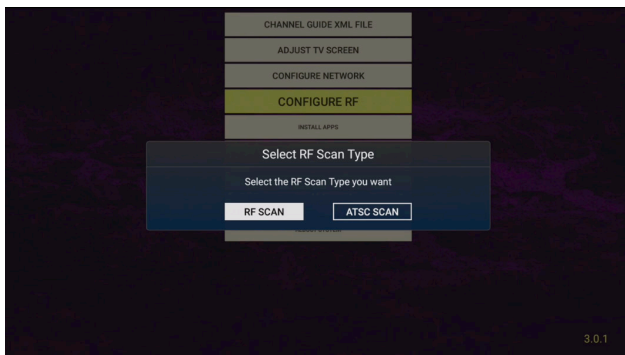 CHANNEL GUIDE XML FILE
ADJUST TV SCREEN
CONFIGURE NETWORK
CONFIGURE RF
INSTALL APPS
Select RF Scan Type
Select the RF Scan Type you want
RF SCAN
ATSC SCAN
3.0.1